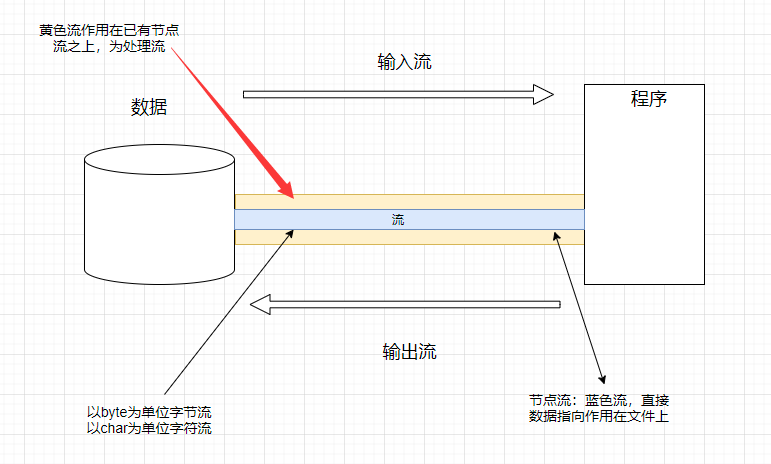 黄色流作用在已有节点
流之上，为处理流
输入流
数据
程序
流
输出流
以byte为单位字节流
以char为单位字符流
节点流：蓝色流，直接
数据指向作用在文件上